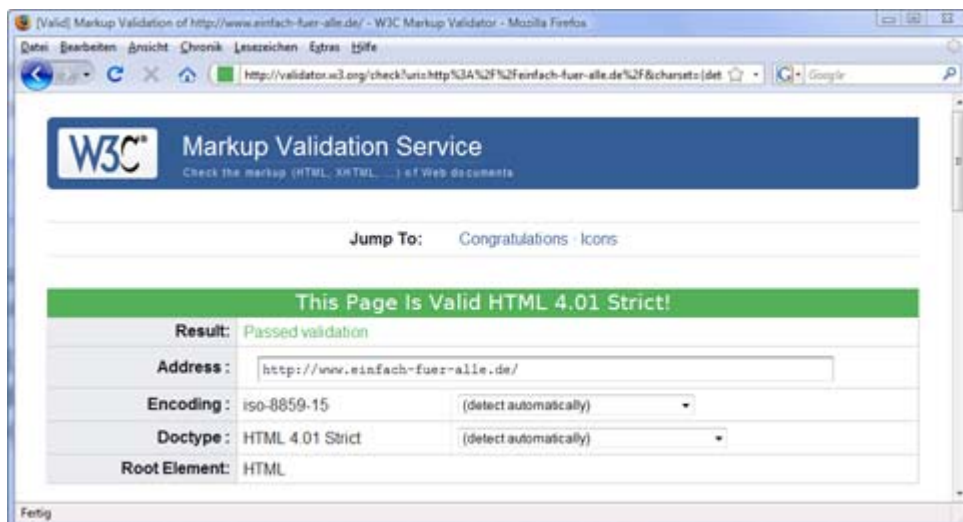 [Valid] Markup Validation of http://www.einfach-fuer-alle.de/ - W3C Markup Validator - Mozilla Firefox
Datei Bearbeiten Ansicht Chronik Lesezeichen Extras Hilfe
http://validator.w3.org/check?uri=http%3A%2F%2Feinfach-fuer-alle.de%2F&charset=(det G Google
W3C® Markup Validation Service
Check the markup (HTML, XHTML, ...) of Web documents
Jump To: Congratulations · Icons
This Page Is Valid HTML 4.01 Strict!
Result: Passed validation
Address : http://www.einfach-fuer-alle.de/
Encoding : iso-8859-15 (detect automatically)
Doctype : HTML 4.01 Strict (detect automatically)
Root Element: HTML
Fertig